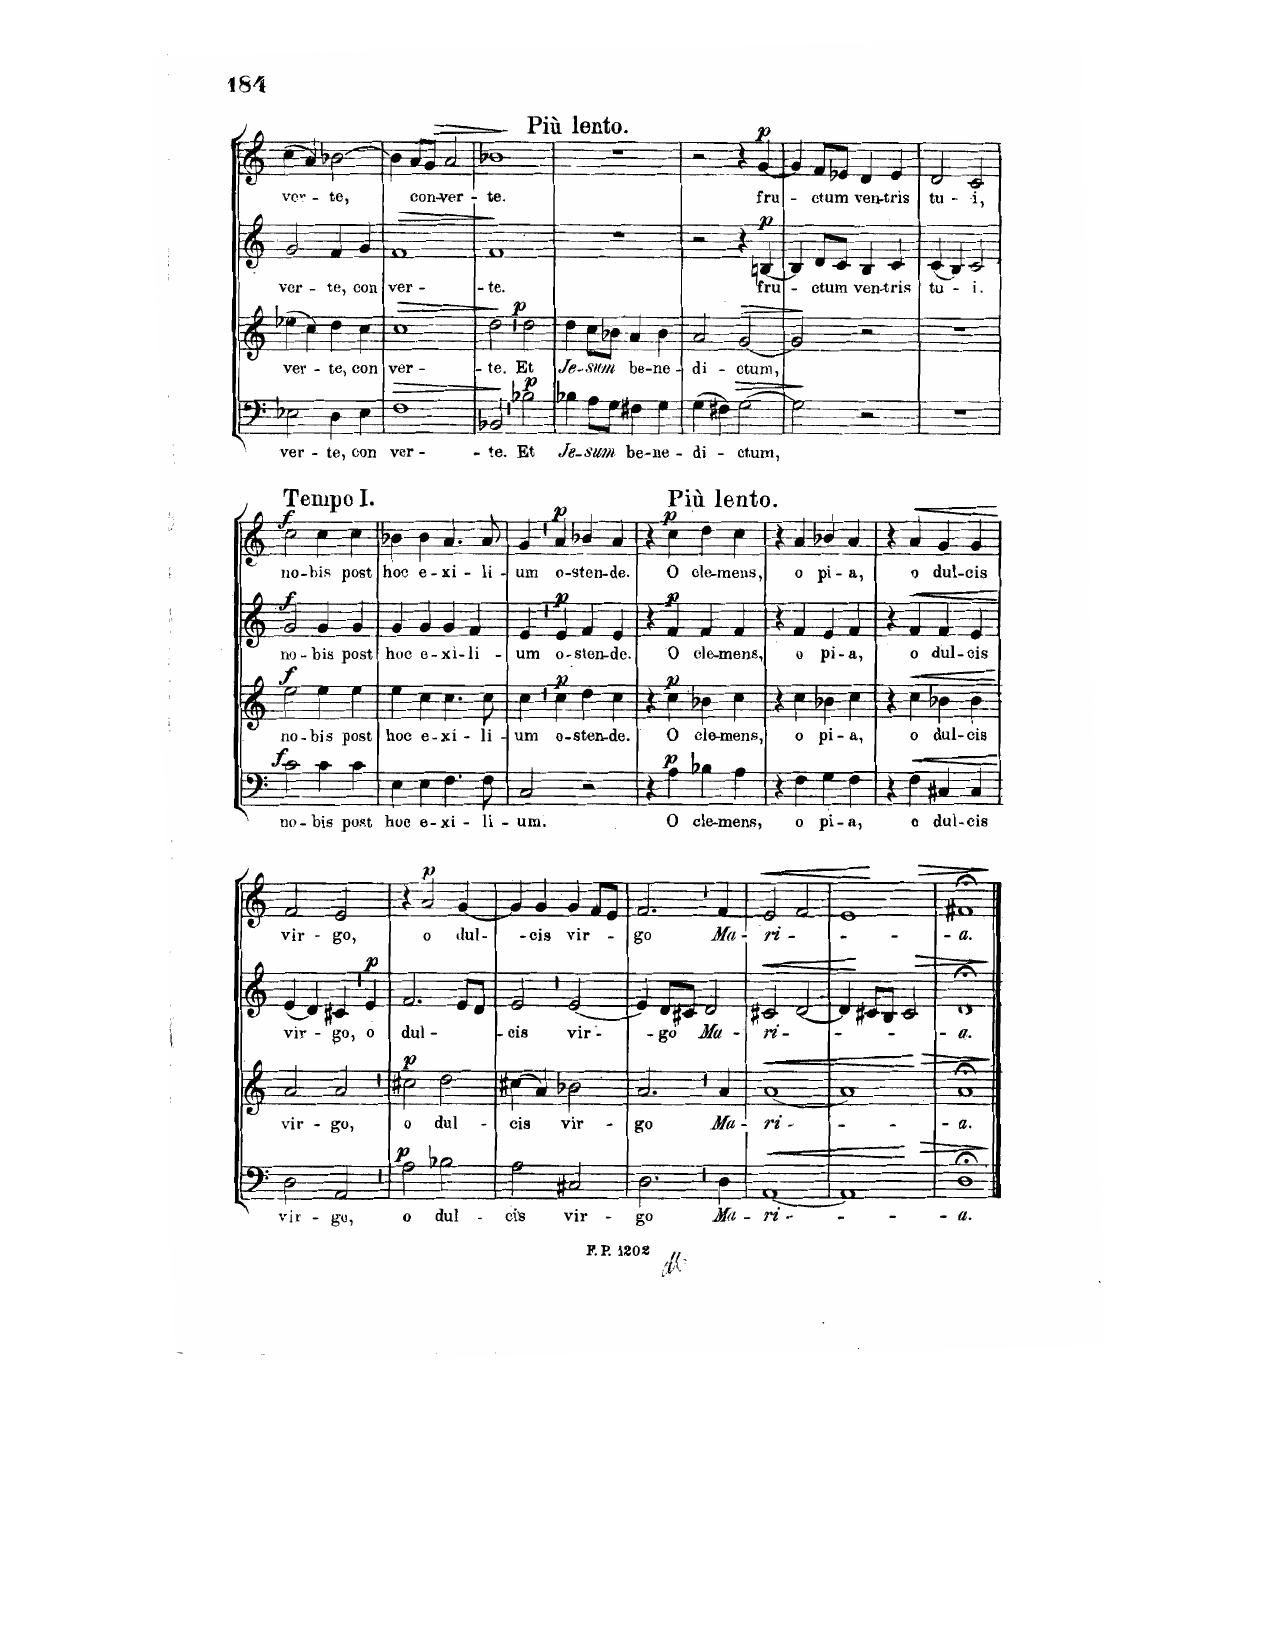 184
Più lento.
p
ver - te, con-ver - te. fru - ctum ven-tris tu - i,
p
ver - te, con ver - - te. fru - ctum ven-tris tu - i.
p
ver - te, con ver - - te. Et Je-sum be-ne - di - ctum,
p
ver - te, con ver - - te. Et Je-sum be-ne - di - ctum,
Tempo I. Più lento.
f p p
no-bis post hoc e-xi - li - um o-sten-de. O cle-mens, o pi-a, o dul-cis
f p p
no-bis post hoc e-xi-li - um o-sten-de. O cle-mens, o pi-a, o dul-cis
f p p
no-bis post hoc e-xi - li - um o-sten-de. O cle-mens, o pi-a, o dul-cis
f p
no-bis post hoc e-xi - li - um. O cle-mens, o pi-a, o dul-cis
p
vir - go, o dul - - cis vir - - go Ma - ri - - - - a.
p
vir - go, o dul - - cis vir - - go Ma - ri - - - - a.
p
vir - go, o dul - cis vir - go Ma - ri - - - - a.
p
vir - go, o dul - cis vir - go Ma - ri - - - - a.
F. P. 1202